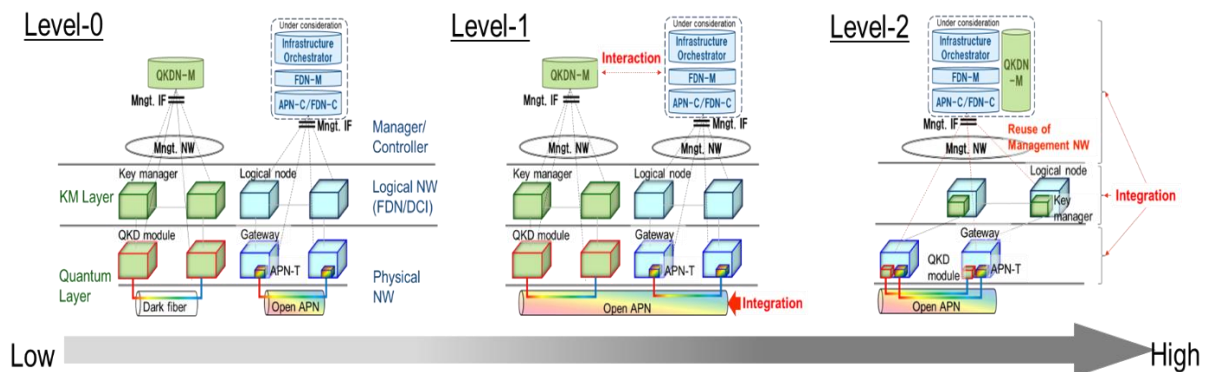 Level-0
Under consideration
Infrastructure
Orchestrator
QKDN-M
FDN-M
APN-C/FDN-C
Mngt. IF
Mngt. IF
Mngt. NW
Manager/
Controller
KM Layer
Key manager
Logical node
Logical NW
(FDN/DCI)
QKD module
Gateway
APN-T
Quantum
Layer
Physical
NW
Dark fiber
Open APN
Level-1
Under consideration
Infrastructure
Orchestrator
Interaction
QKDN-M
FDN-M
APN-C/FDN-C
Mngt. IF
Mngt. IF
Mngt. NW
Mngt. NW
Key manager
Logical node
QKD module
Gateway
APN-T
Open APN
Integration
Level-2
Under consideration
Infrastructure
Orchestrator
QKDN
-M
FDN-M
APN-C/FDN-C
Mngt. IF
Reuse of
Management NW
Mngt. NW
Logical node
Key
manager
Integration
Gateway
QKD
module
APN-T
Open APN
Low
High